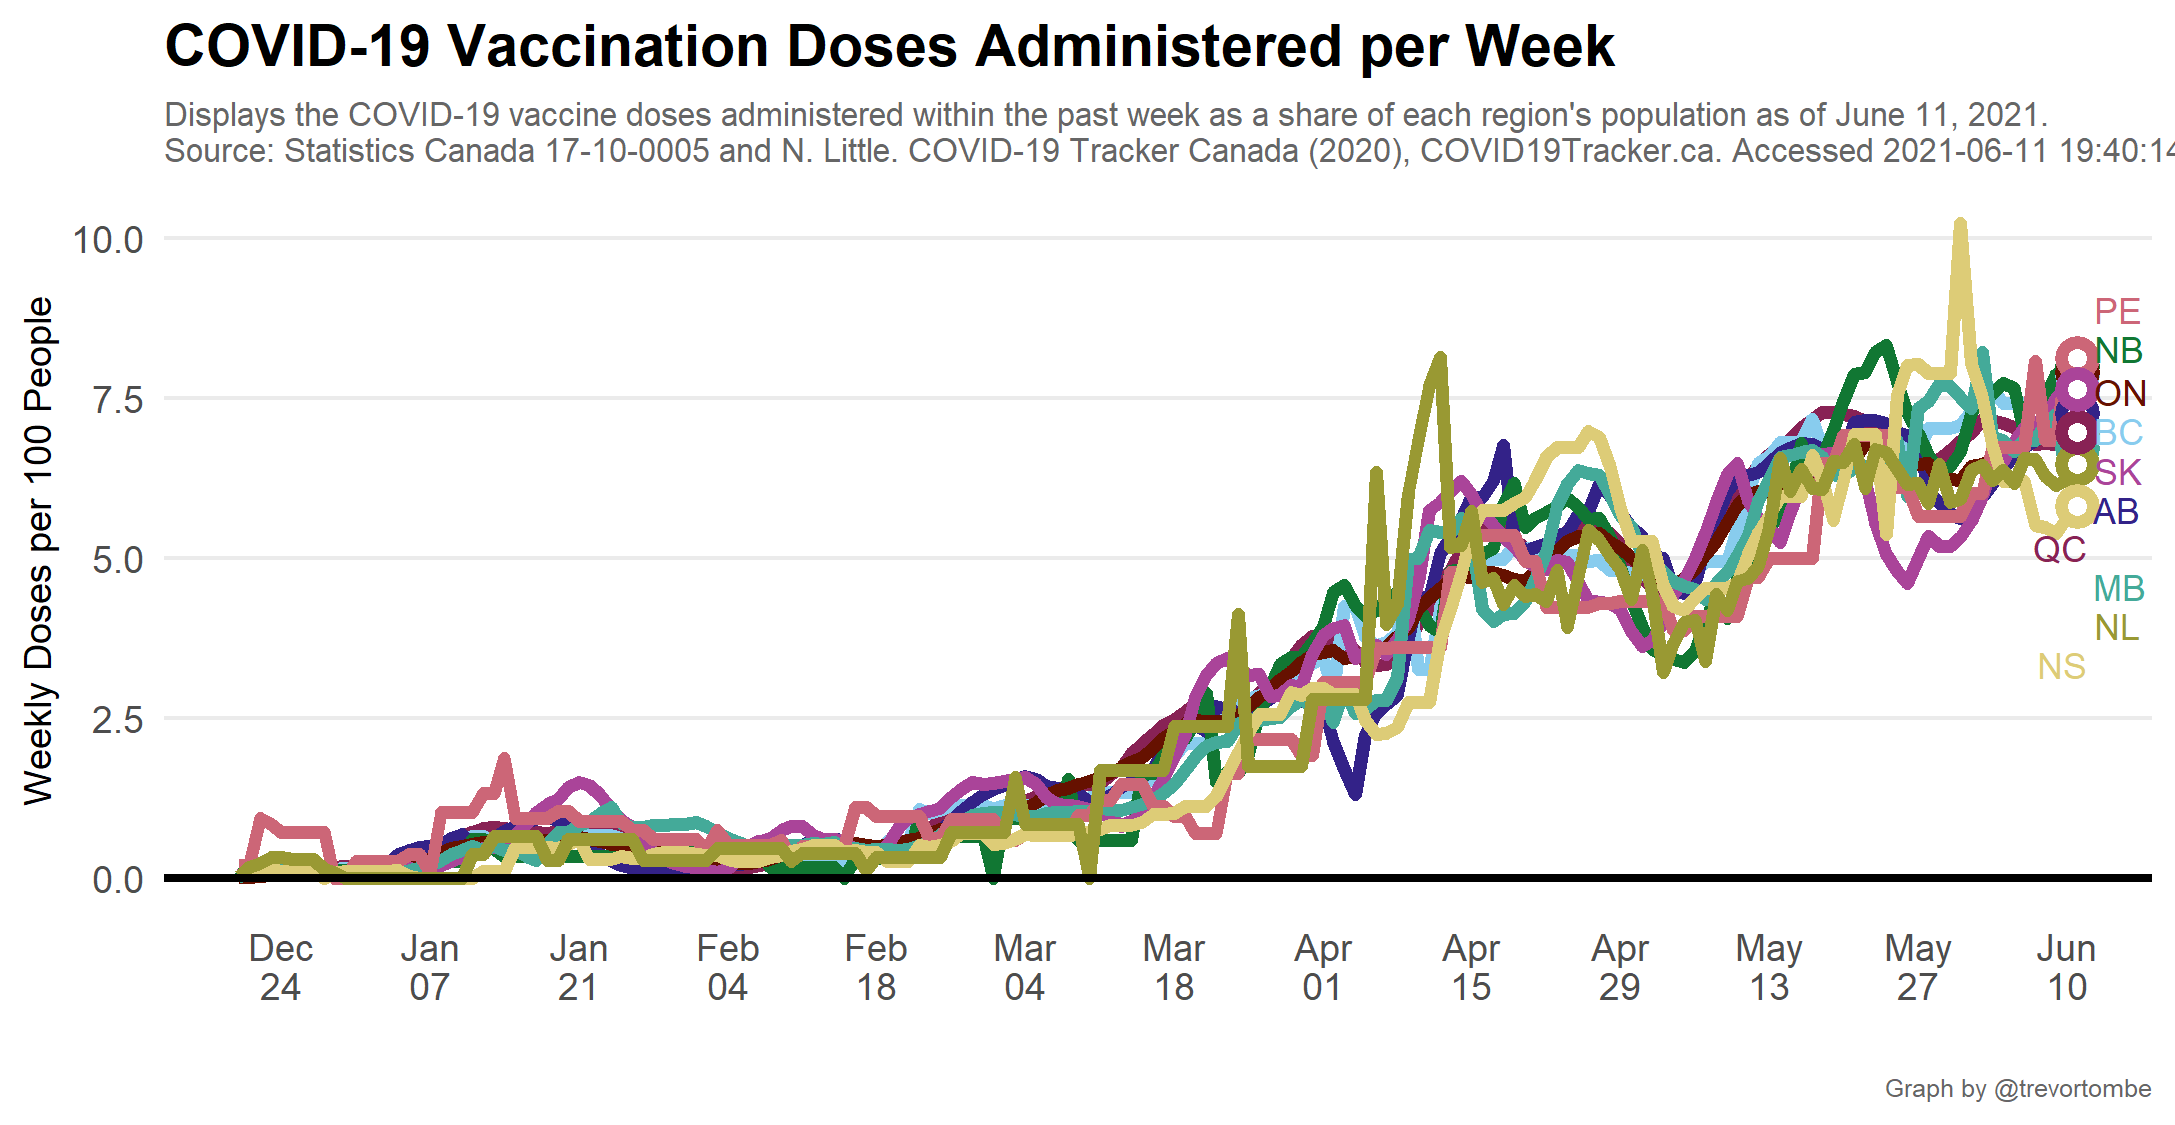 COVID-19 Vaccination Doses Administered per Week
Displays the COVID-19 vaccine doses administered within the past week as a share of each region's population as of June 11, 2021.
Source: Statistics Canada 17-10-0005 and N. Little. COVID-19 Tracker Canada (2020), COVID19Tracker.ca. Accessed 2021-06-11 19:40:14
Weekly Doses per 100 People
10.0
7.5
5.0
2.5
0.0
PE
NB
ON
BC
SK
AB
QC
MB
NL
NS
Dec Jan Jan Feb Feb Mar Mar Apr Apr Apr May May Jun
24 07 21 04 18 04 18 01 15 29 13 27 10
Graph by @trevortombe